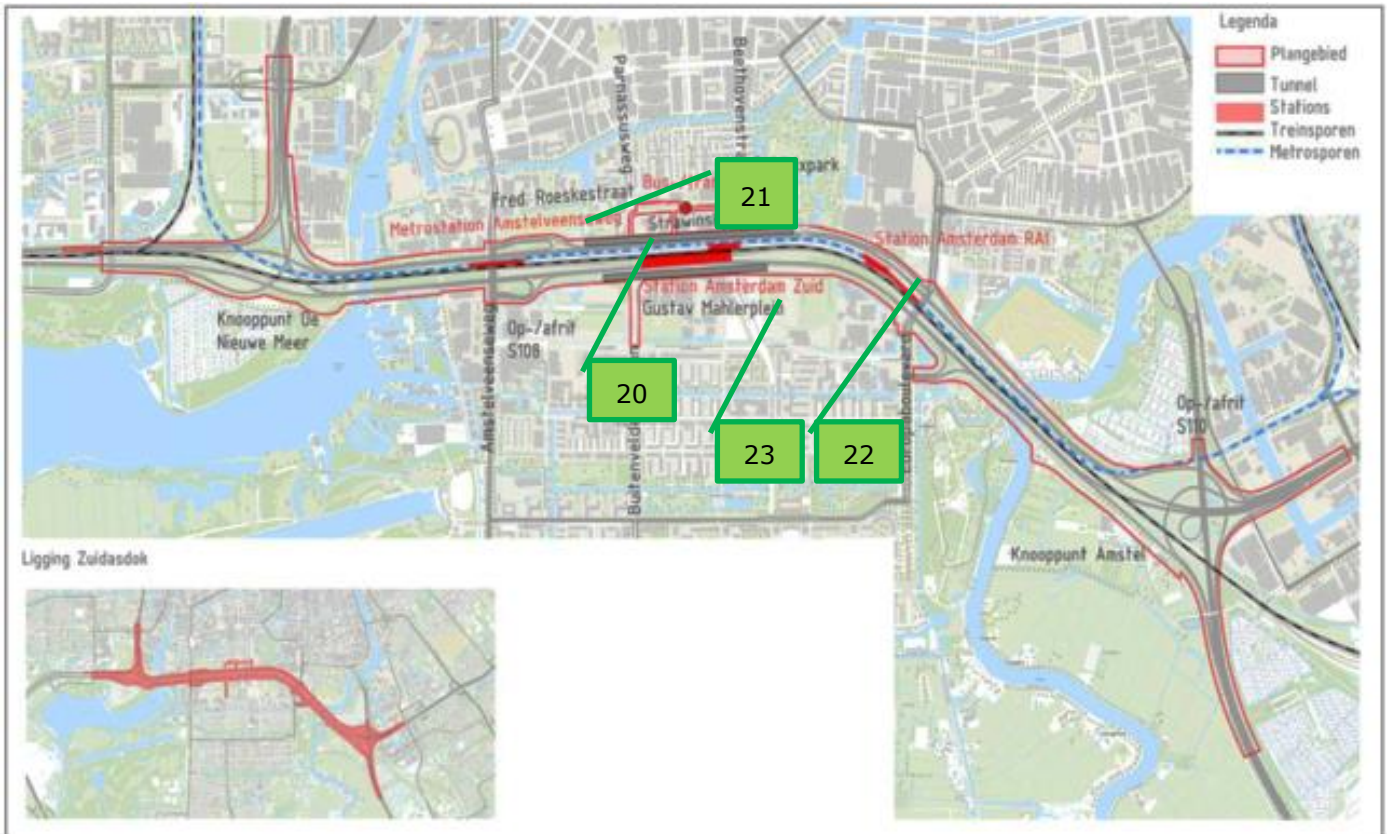 Legenda
Plangebied
Tunnel
Stations
Treinsporen
Metrosporen
Parnassusweg
Fred. Roeskestraat
Metrostation Amstelveenseweg
21
Station Amsterdam RAI
Station Amsterdam Zuid
Gustav Mahlerplein
Knooppunt De
Nieuwe Meer
Op-/afrit
S108
Amstelveenseweg
20
23
22
Op-/afrit
S110
Knooppunt Amstel
Ligging Zuidasdok